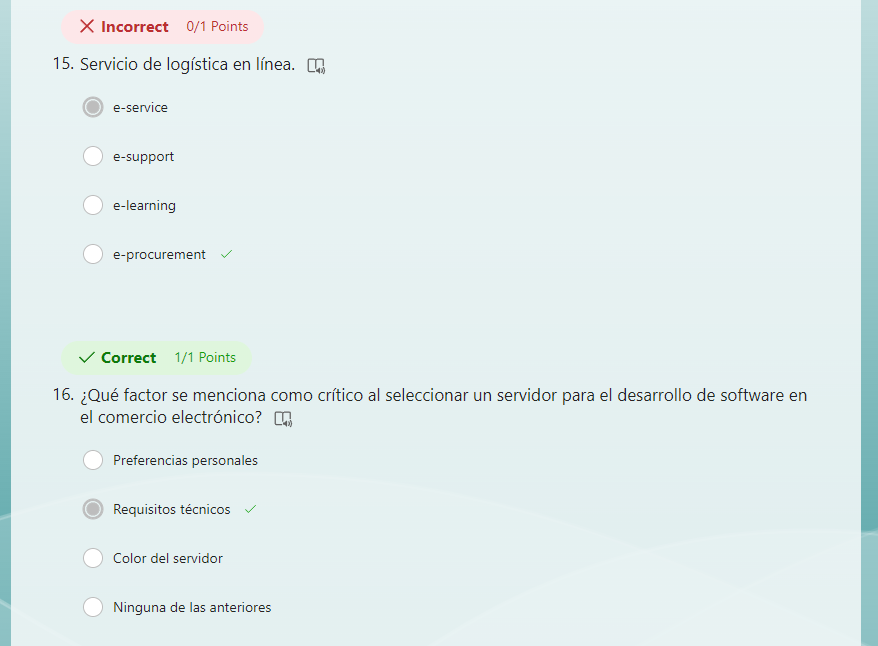 Incorrect 0/1 Points
15. Servicio de logística en línea.
e-service
e-support
e-learning
e-procurement
Correct 1/1 Points
16. ¿Qué factor se menciona como crítico al seleccionar un servidor para el desarrollo de software en
el comercio electrónico?
Preferencias personales
Requisitos técnicos
Color del servidor
Ninguna de las anteriores